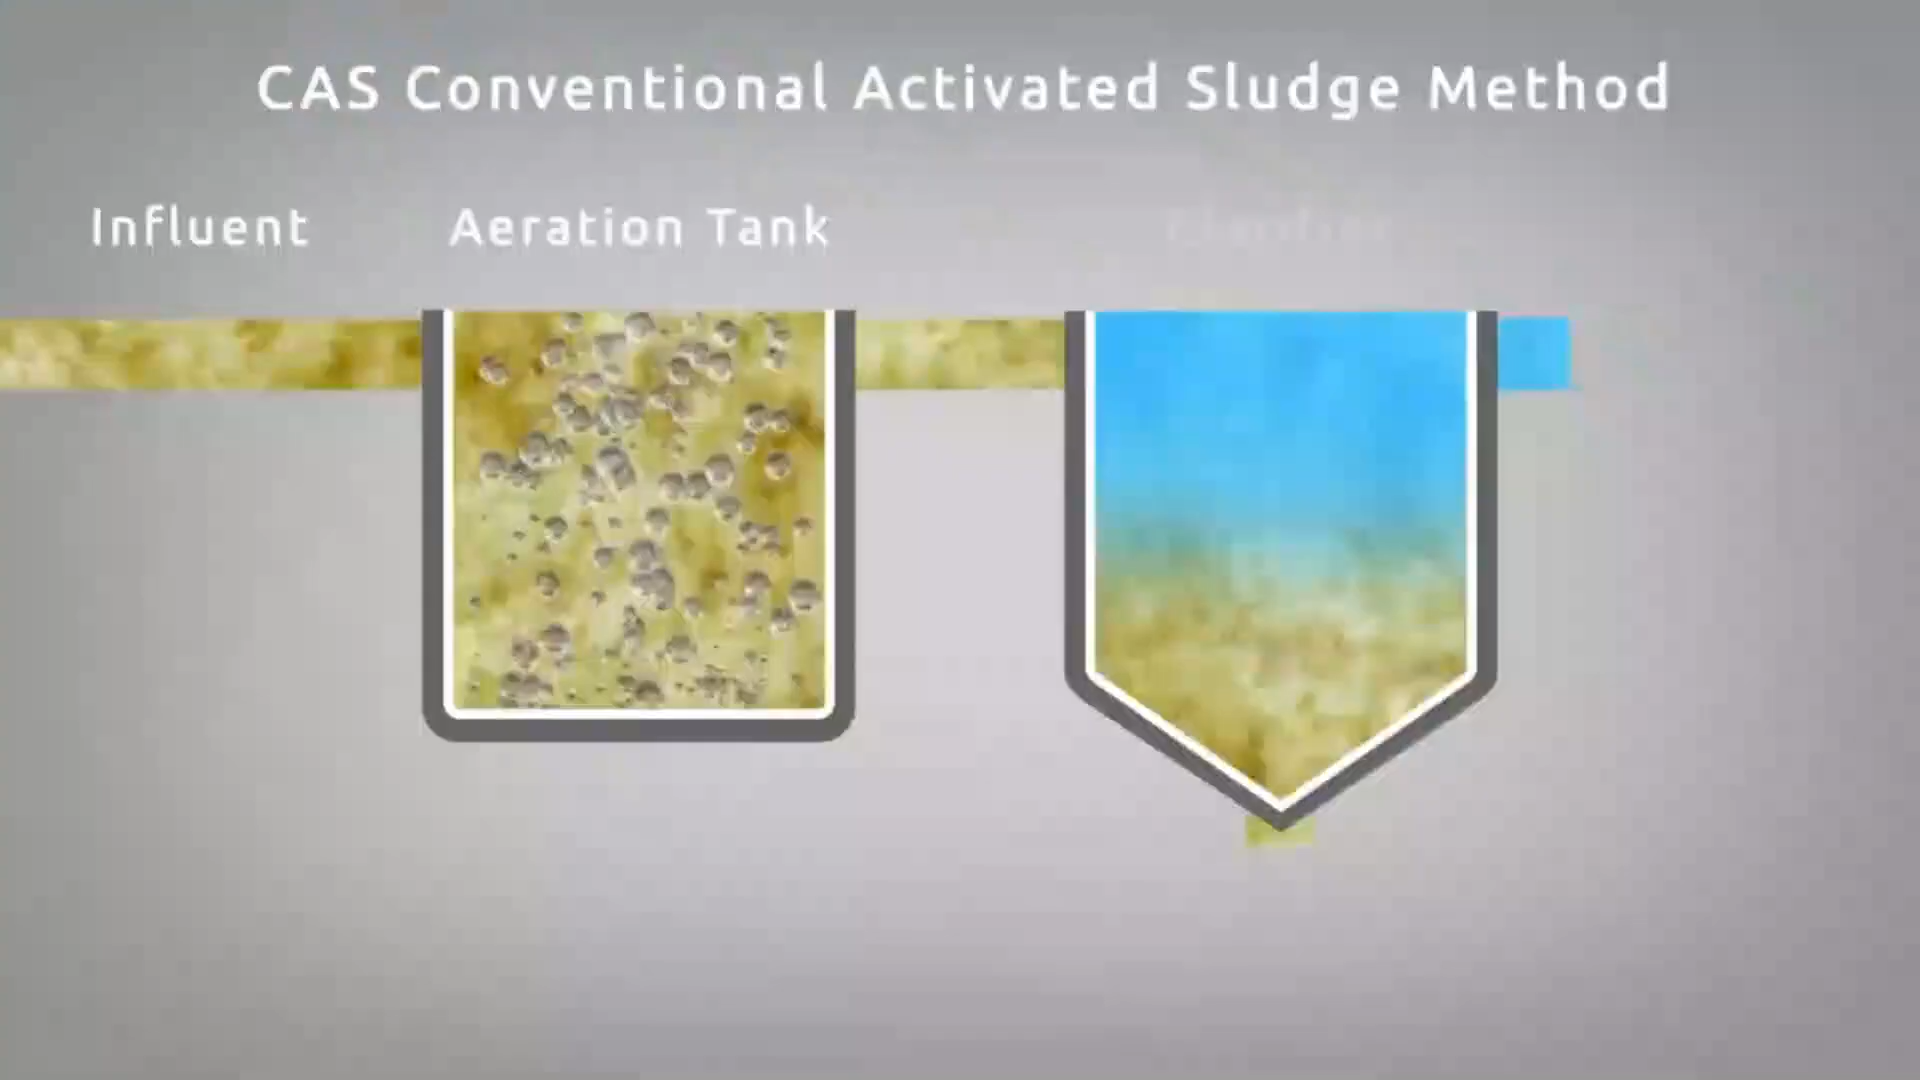 CAS Conventional Activated Sludge Method
Influent Aeration Tank